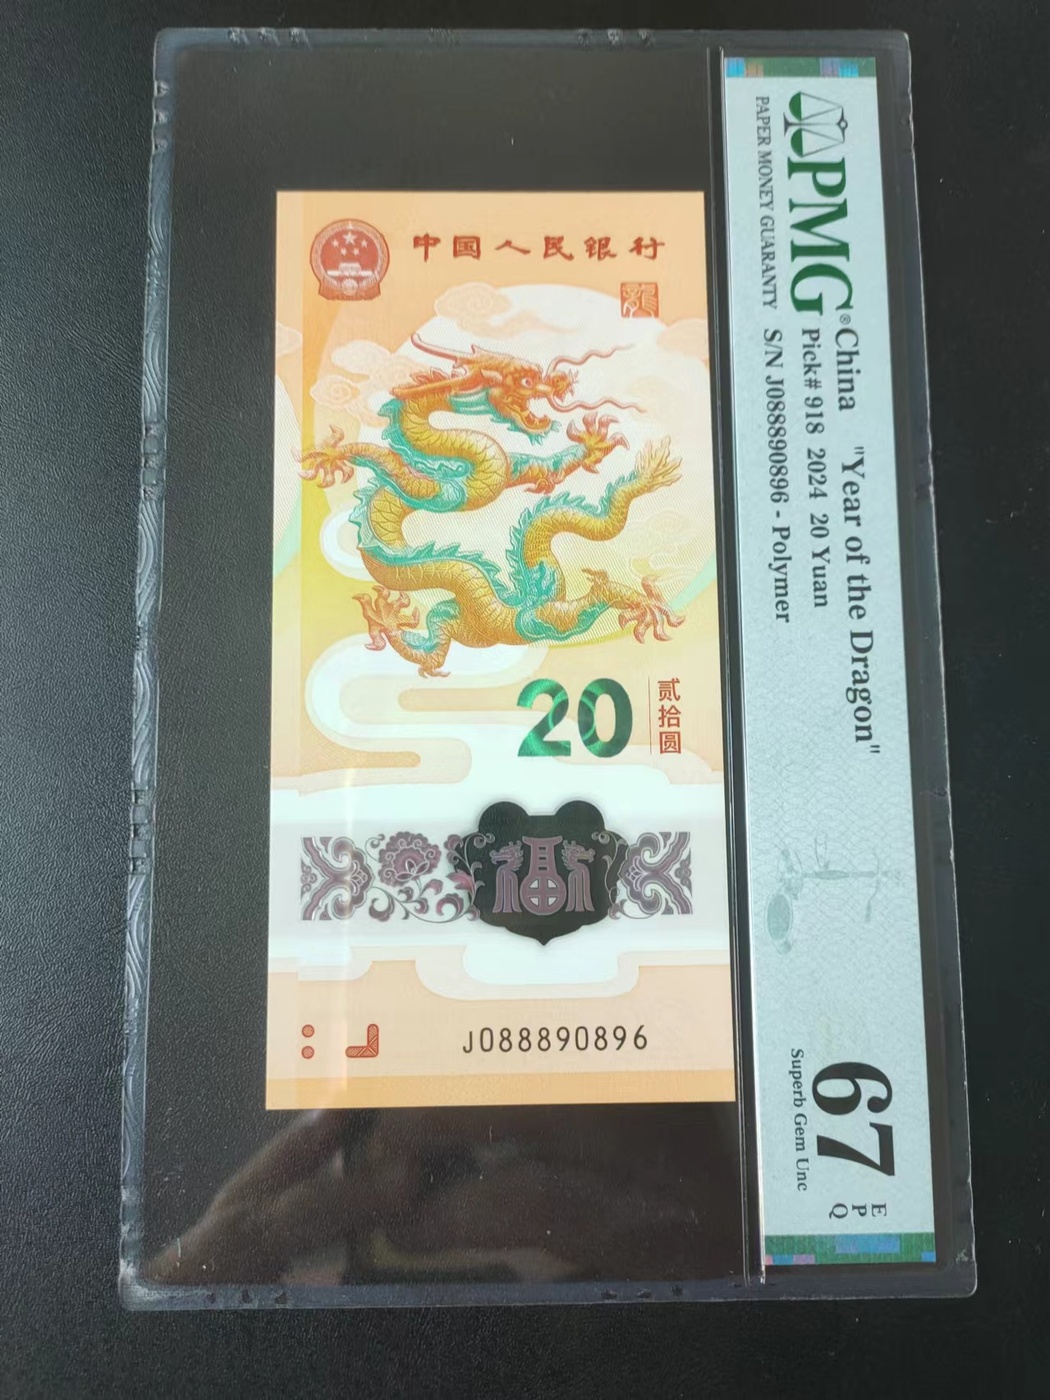 中国人民银行
龍
20
贰拾圆
J088890896
PMG®
PAPER MONEY GUARANTY
China "Year of the Dragon"
Pick# 918 2024 20 Yuan
S/N J088890896 - Polymer
67
EPQ
Superb Gem Unc